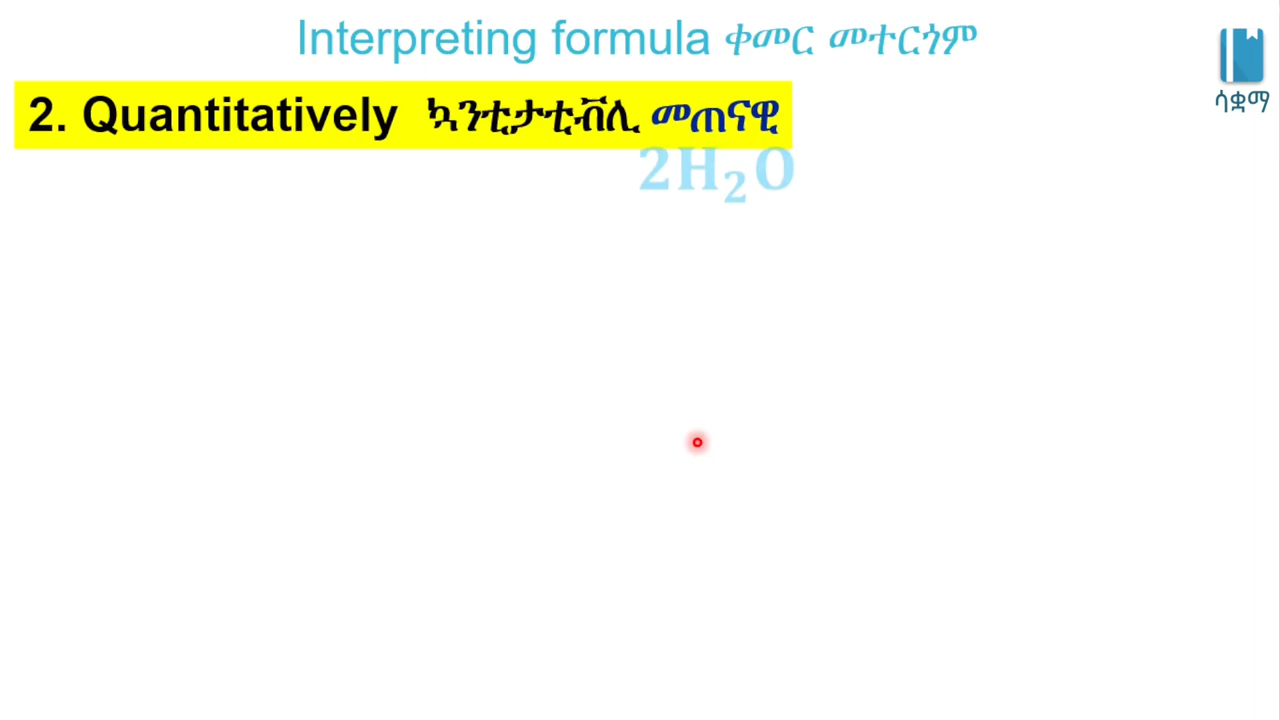 Interpreting formula ቀመር መተርጎም
ሳቋማ
2. Quantitatively ኳንቲታቲቭሊ መጠናዊ
2H₂O